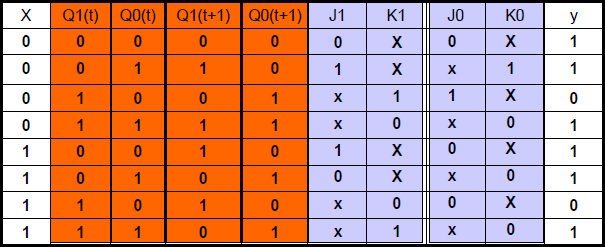 X Q1(t) Q0(t) Q1(t+1) Q0(t+1) J1 K1 J0 K0 y
0 0 0 0 0 0 X 0 X 1
0 0 1 1 0 1 X x 1 1
0 1 0 0 1 x 1 1 X 0
0 1 1 1 1 x 0 x 0 1
1 0 0 1 0 1 X 0 X 1
1 0 1 0 1 0 X x 0 1
1 1 0 1 0 x 0 0 X 0
1 1 1 0 1 x 1 x 0 1